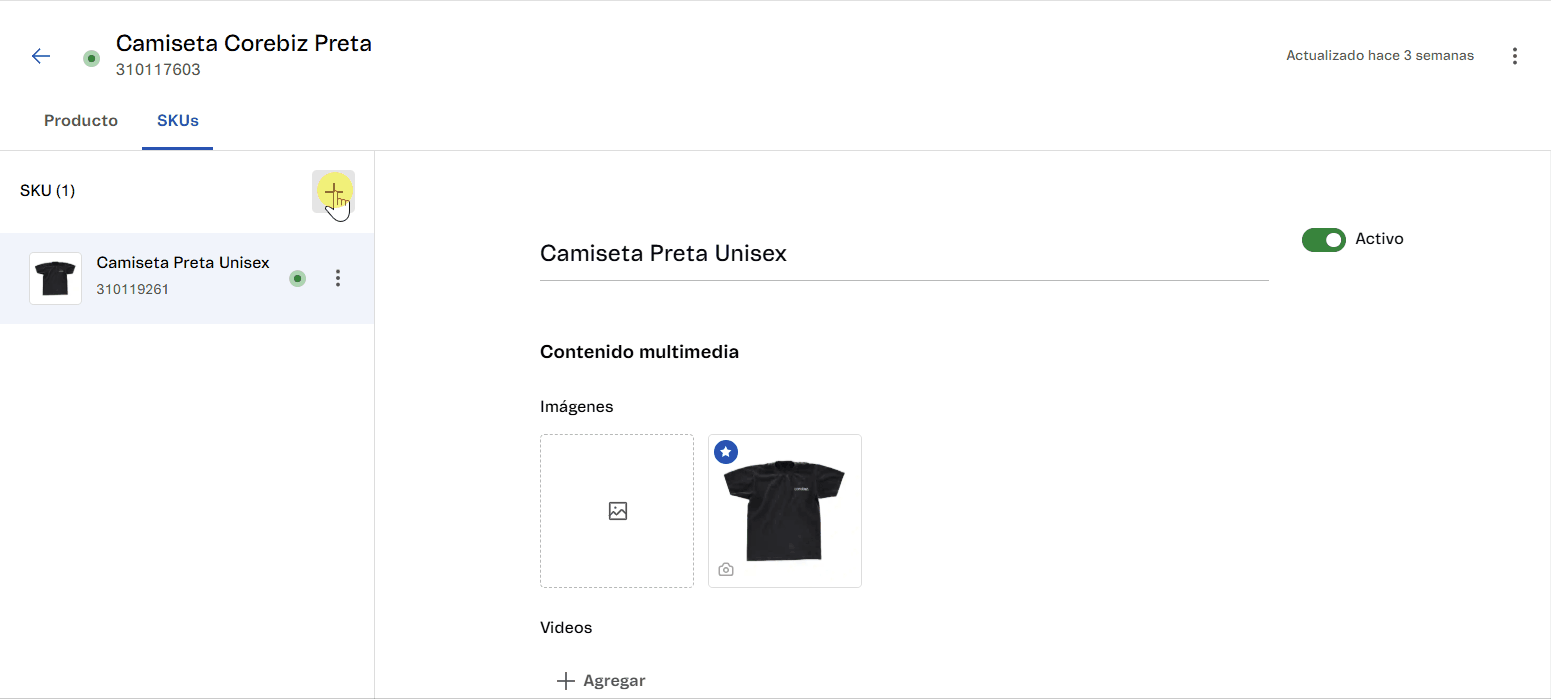 Camiseta Corebiz Preta
310117603
Actualizado hace 3 semanas
Producto
SKUs
SKU (1)
Camiseta Preta Unisex
310119261
Camiseta Preta Unisex
Activo
Contenido multimedia
Imágenes
Videos
Agregar